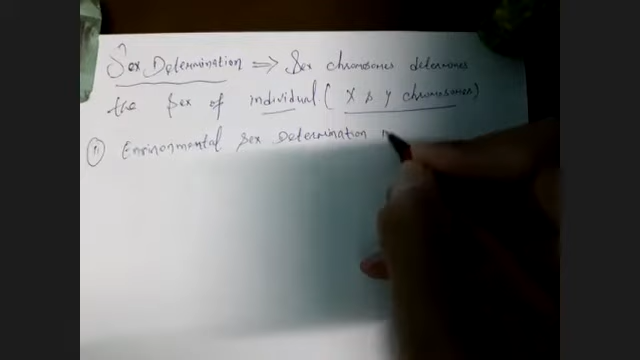 Sex Determination ⇒ Sex chromosomes determines
the sex of individual ( X & Y chromosomes)
① Environmental Sex Determination